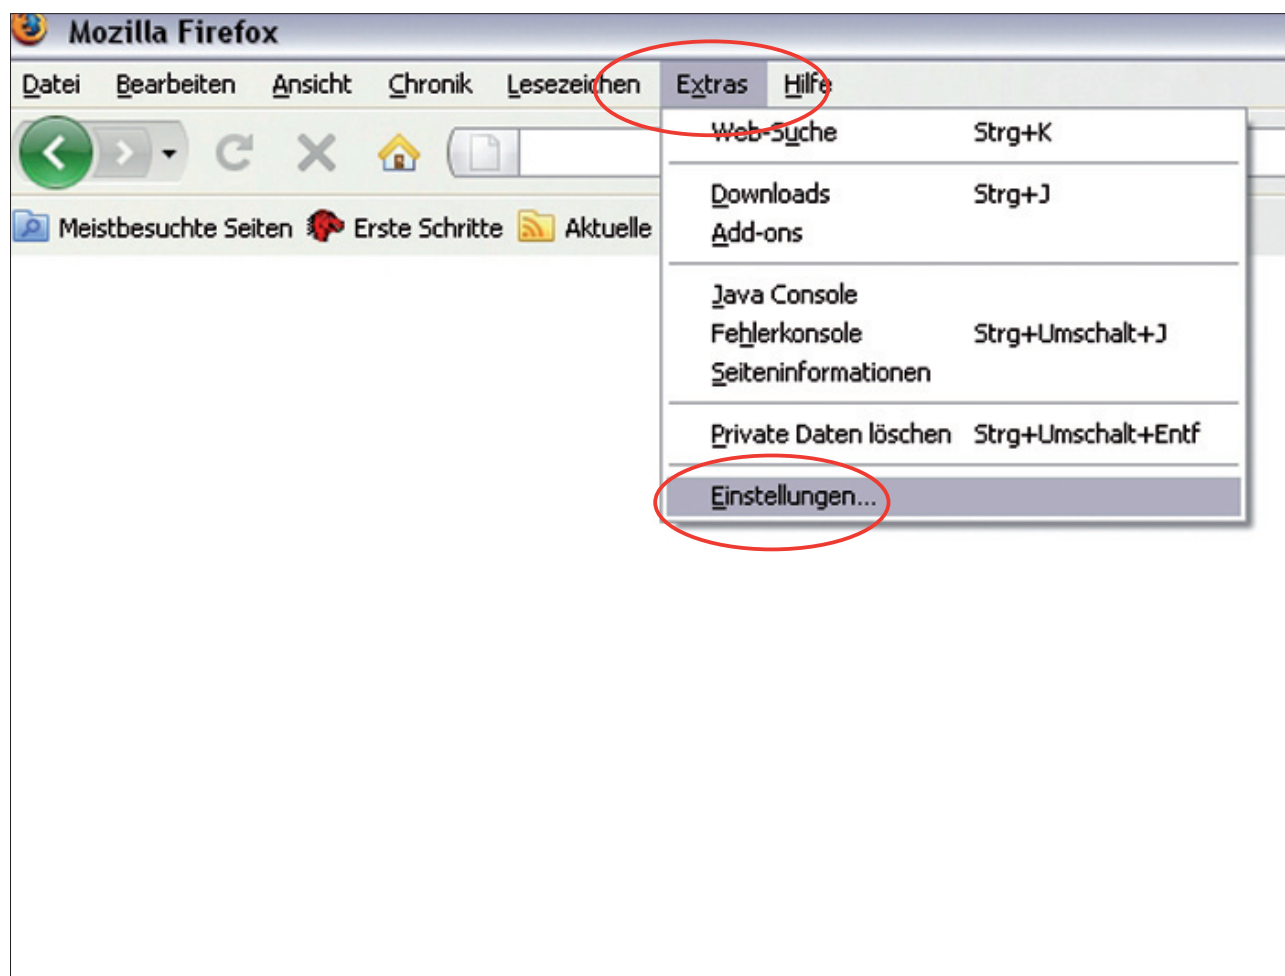 Mozilla Firefox
Datei Bearbeiten Ansicht Chronik Lesezeichen Extras Hilfe
Web-Suche Strg+K
Downloads Strg+J
Meistbesuchte Seiten Erste Schritte Aktuelle
Add-ons
Java Console
Fehlerkonsole Strg+Umschalt+J
Seiteninformationen
Private Daten löschen Strg+Umschalt+Entf
Einstellungen...